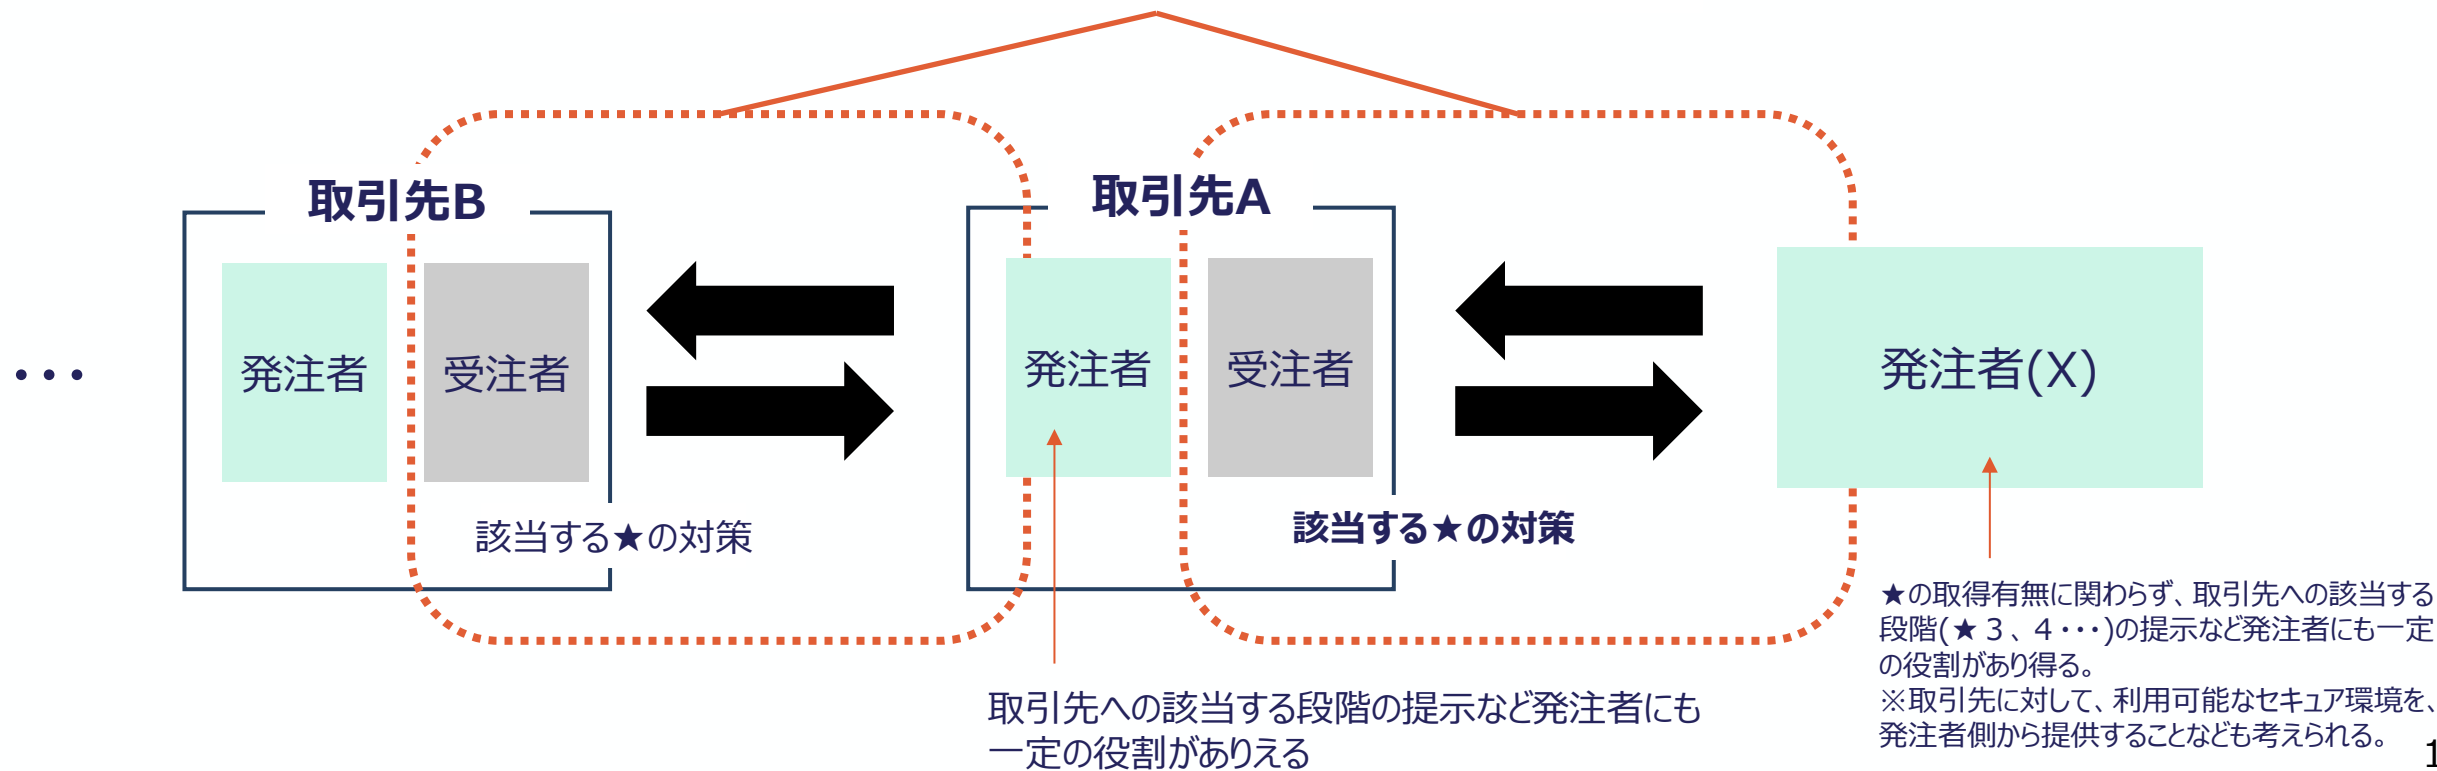 取引先B
取引先A
・・・
発注者
受注者
発注者
受注者
発注者(X)
該当する★の対策
該当する★の対策
取引先への該当する段階の提示など発注者にも
一定の役割がありえる
★の取得有無に関わらず、取引先への該当する
段階(★３、４・・・)の提示など発注者にも一定
の役割があり得る。
※取引先に対して、利用可能なセキュア環境を、
発注者側から提供することなども考えられる。